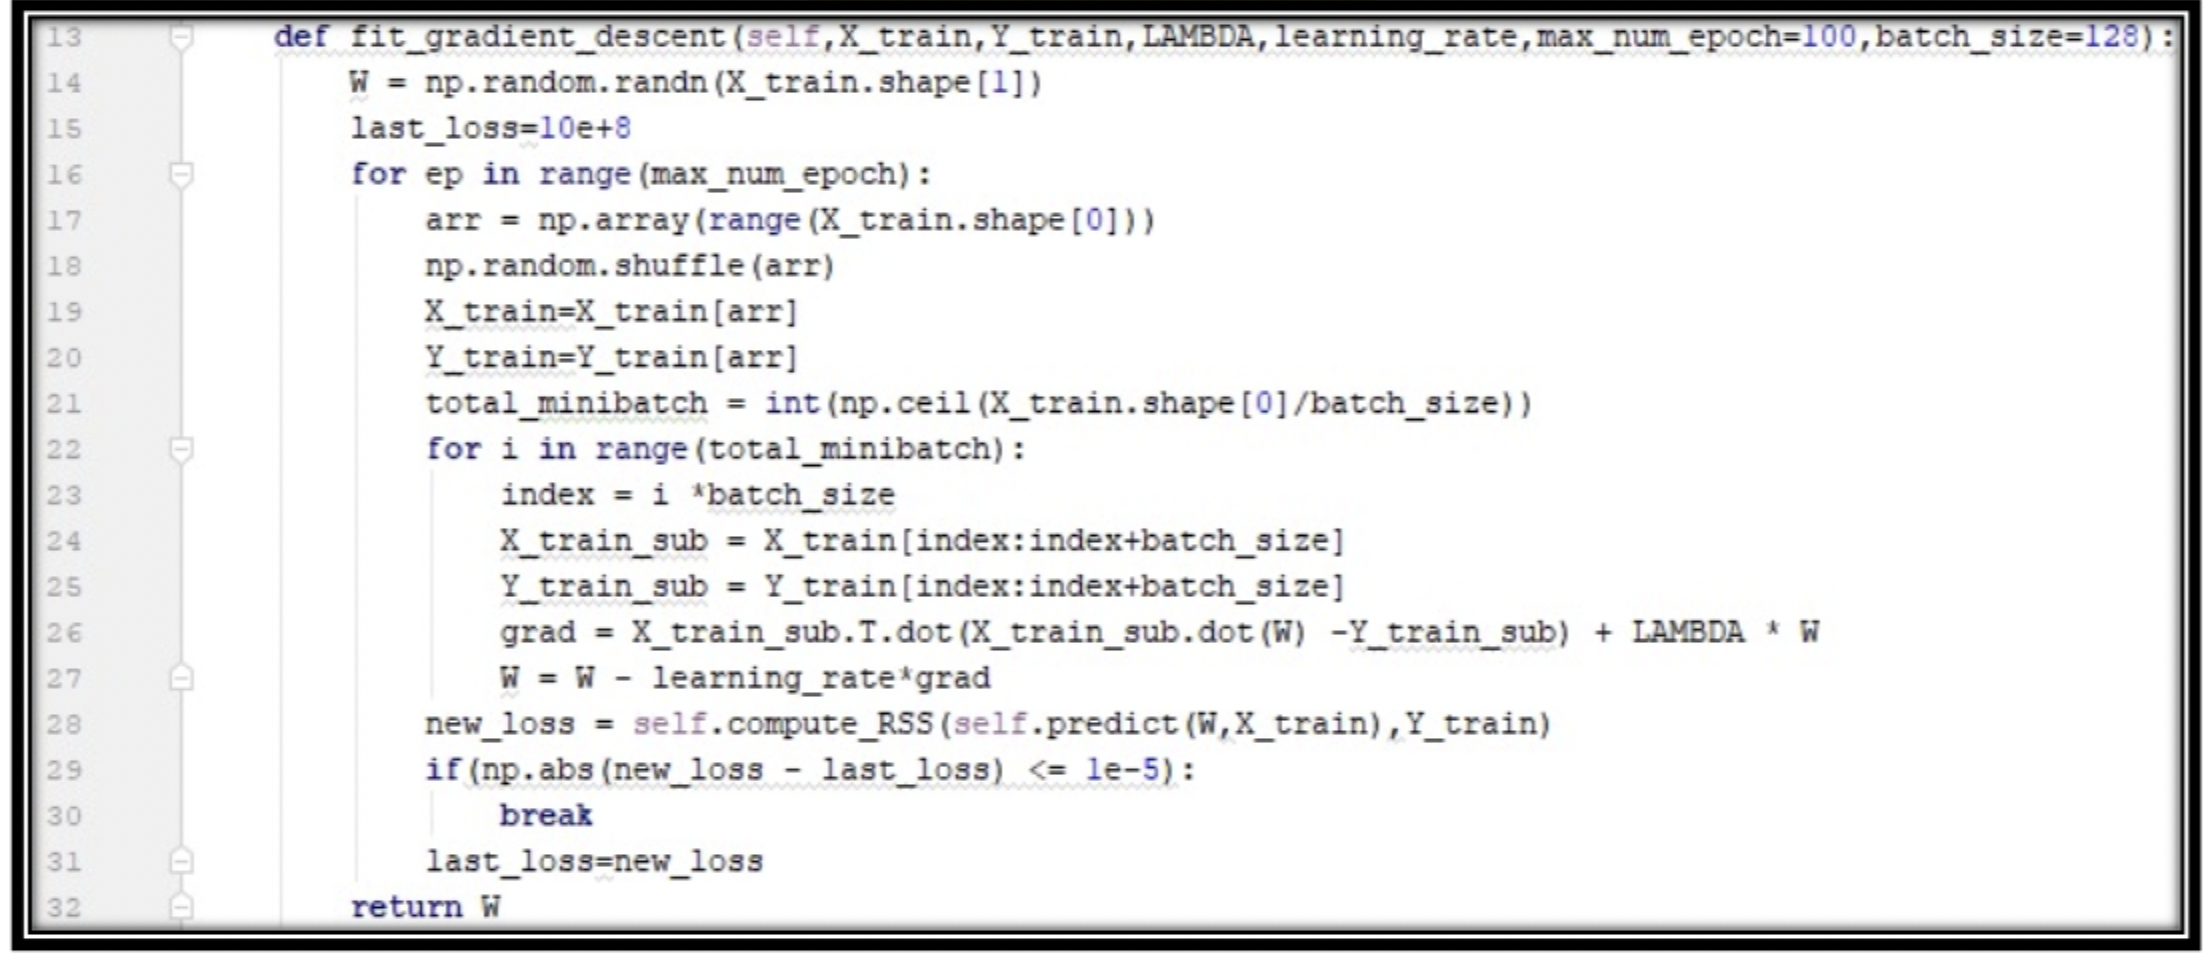 13 def fit_gradient_descent(self,X_train,Y_train,LAMBDA,learning_rate,max_num_epoch=100,batch_size=128):
14 W = np.random.randn(X_train.shape[1])
15 last_loss=10e+8
16 for ep in range(max_num_epoch):
17 arr = np.array(range(X_train.shape[0]))
18 np.random.shuffle(arr)
19 X_train=X_train[arr]
20 Y_train=Y_train[arr]
21 total_minibatch = int(np.ceil(X_train.shape[0]/batch_size))
22 for i in range(total_minibatch):
23 index = i *batch_size
24 X_train_sub = X_train[index:index+batch_size]
25 Y_train_sub = Y_train[index:index+batch_size]
26 grad = X_train_sub.T.dot(X_train_sub.dot(W) -Y_train_sub) + LAMBDA * W
27 W = W - learning_rate*grad
28 new_loss = self.compute_RSS(self.predict(W,X_train),Y_train)
29 if(np.abs(new_loss - last_loss) <= 1e-5):
30 break
31 last_loss=new_loss
32 return W